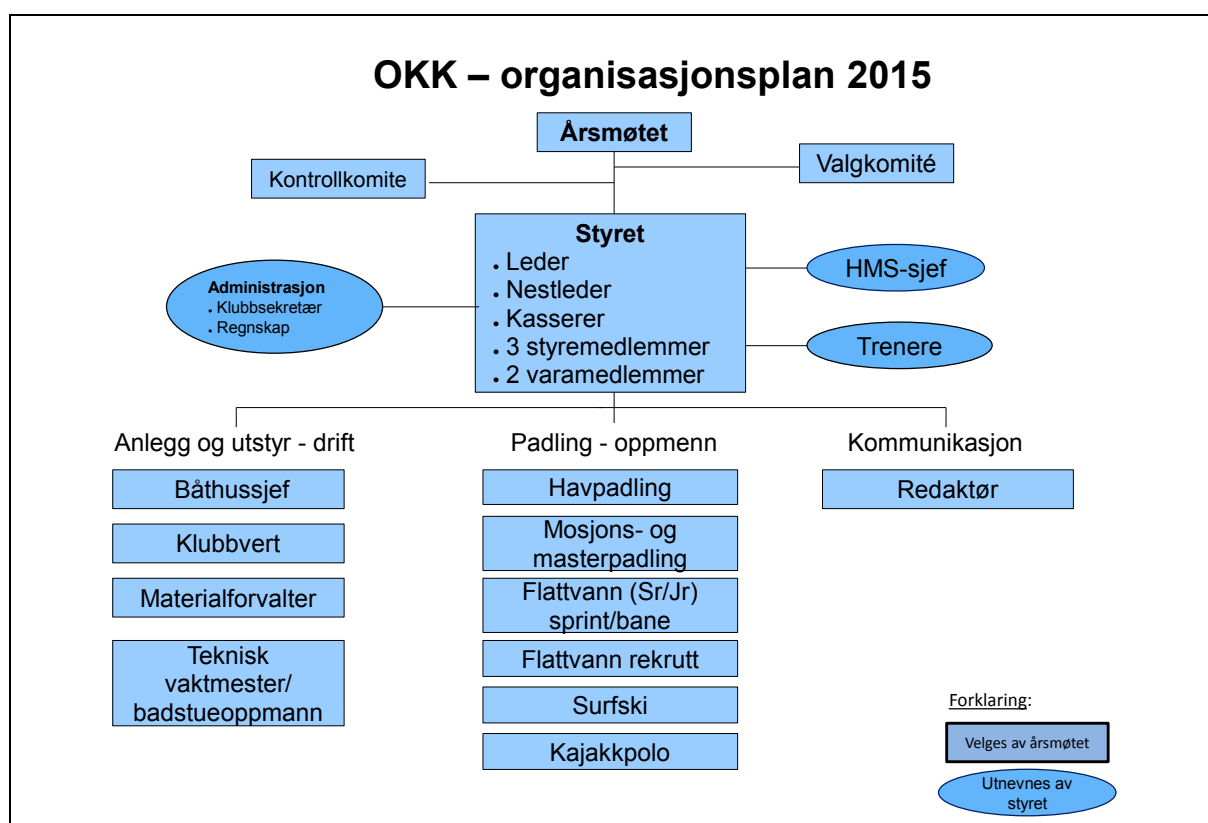 OKK – organisasjonsplan 2015
Årsmøtet
Kontrollkomite
Valgkomité
Styret
• Leder
• Nestleder
• Kasserer
• 3 styremedlemmer
• 2 varamedlemmer
Administrasjon
• Klubbsekretær
• Regnskap
HMS-sjef
Trenere
Anlegg og utstyr - drift
Båthussjef
Klubbvert
Materialforvalter
Teknisk
vaktmester/
badstueoppmann
Padling - oppmenn
Havpadling
Mosjons- og
masterpadling
Flattvann (Sr/Jr)
sprint/bane
Flattvann rekrutt
Surfski
Kajakkpolo
Kommunikasjon
Redaktør
Forklaring:
Velges av årsmøtet
Utnevnes av
styret